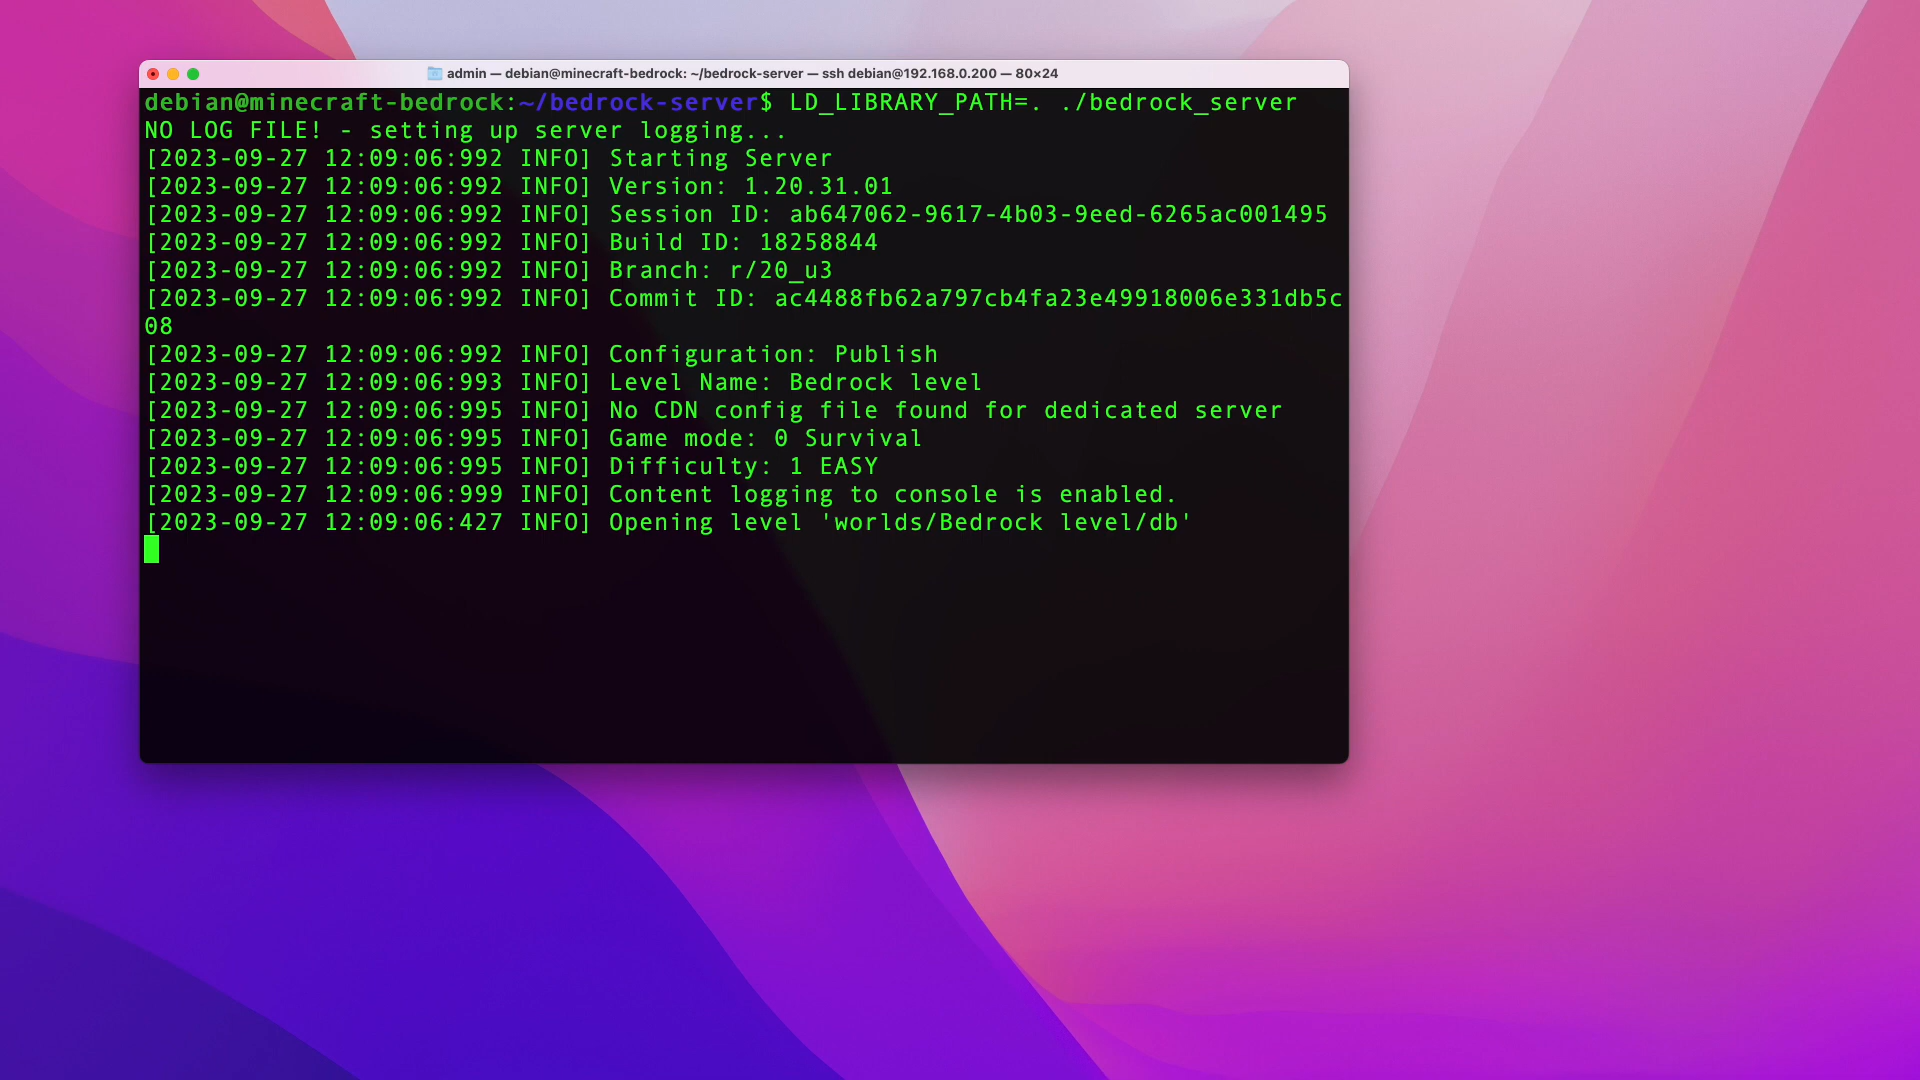 admin — debian@minecraft-bedrock: ~/bedrock-server — ssh debian@192.168.0.200 — 80×24
debian@minecraft-bedrock:~/bedrock-server$ LD_LIBRARY_PATH=. ./bedrock_server
NO LOG FILE! - setting up server logging...
[2023-09-27 12:09:06:992 INFO] Starting Server
[2023-09-27 12:09:06:992 INFO] Version: 1.20.31.01
[2023-09-27 12:09:06:992 INFO] Session ID: ab647062-9617-4b03-9eed-6265ac001495
[2023-09-27 12:09:06:992 INFO] Build ID: 18258844
[2023-09-27 12:09:06:992 INFO] Branch: r/20_u3
[2023-09-27 12:09:06:992 INFO] Commit ID: ac4488fb62a797cb4fa23e49918006e331db5c
08
[2023-09-27 12:09:06:992 INFO] Configuration: Publish
[2023-09-27 12:09:06:993 INFO] Level Name: Bedrock level
[2023-09-27 12:09:06:995 INFO] No CDN config file found for dedicated server
[2023-09-27 12:09:06:995 INFO] Game mode: 0 Survival
[2023-09-27 12:09:06:995 INFO] Difficulty: 1 EASY
[2023-09-27 12:09:06:999 INFO] Content logging to console is enabled.
[2023-09-27 12:09:06:427 INFO] Opening level 'worlds/Bedrock level/db'